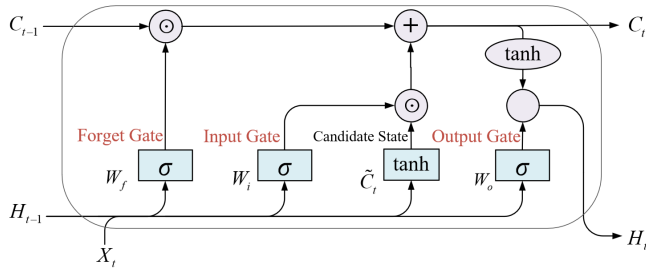 C_{t-1} ⊙ + C_t
tanh
⊙
Forget Gate Input Gate Candidate State Output Gate
W_f σ W_i σ C̃_t tanh W_o σ
H_{t-1}
X_t H_t